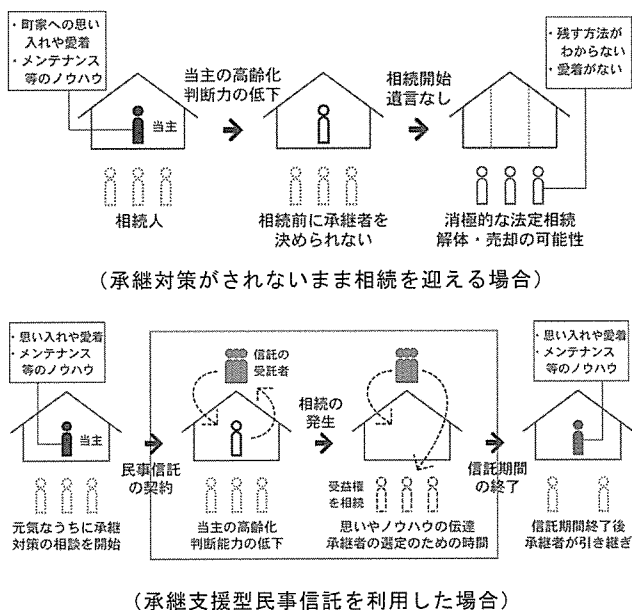 ・町家への思い
入れや愛着
・メンテナンス
等のノウハウ
当主
相続人
当主の高齢化
判断力の低下
相続前に承継者を
決められない
相続開始
遺言なし
・残す方法が
わからない
・愛着がない
消極的な法定相続
解体・売却の可能性
(承継対策がされないまま相続を迎える場合)
・思い入れや愛着
・メンテナンス
等のノウハウ
当主
元気なうちに承継
対策の相談を開始
民事信託
の契約
信託の
受託者
当主の高齢化
判断能力の低下
相続の
発生
受益権
を相続
思いやノウハウの伝達
承継者の選定のための時間
信託期間
の終了
・思い入れや愛着
・メンテナンス
等のノウハウ
信託期間終了後
承継者が引き継ぎ
(承継支援型民事信託を利用した場合)